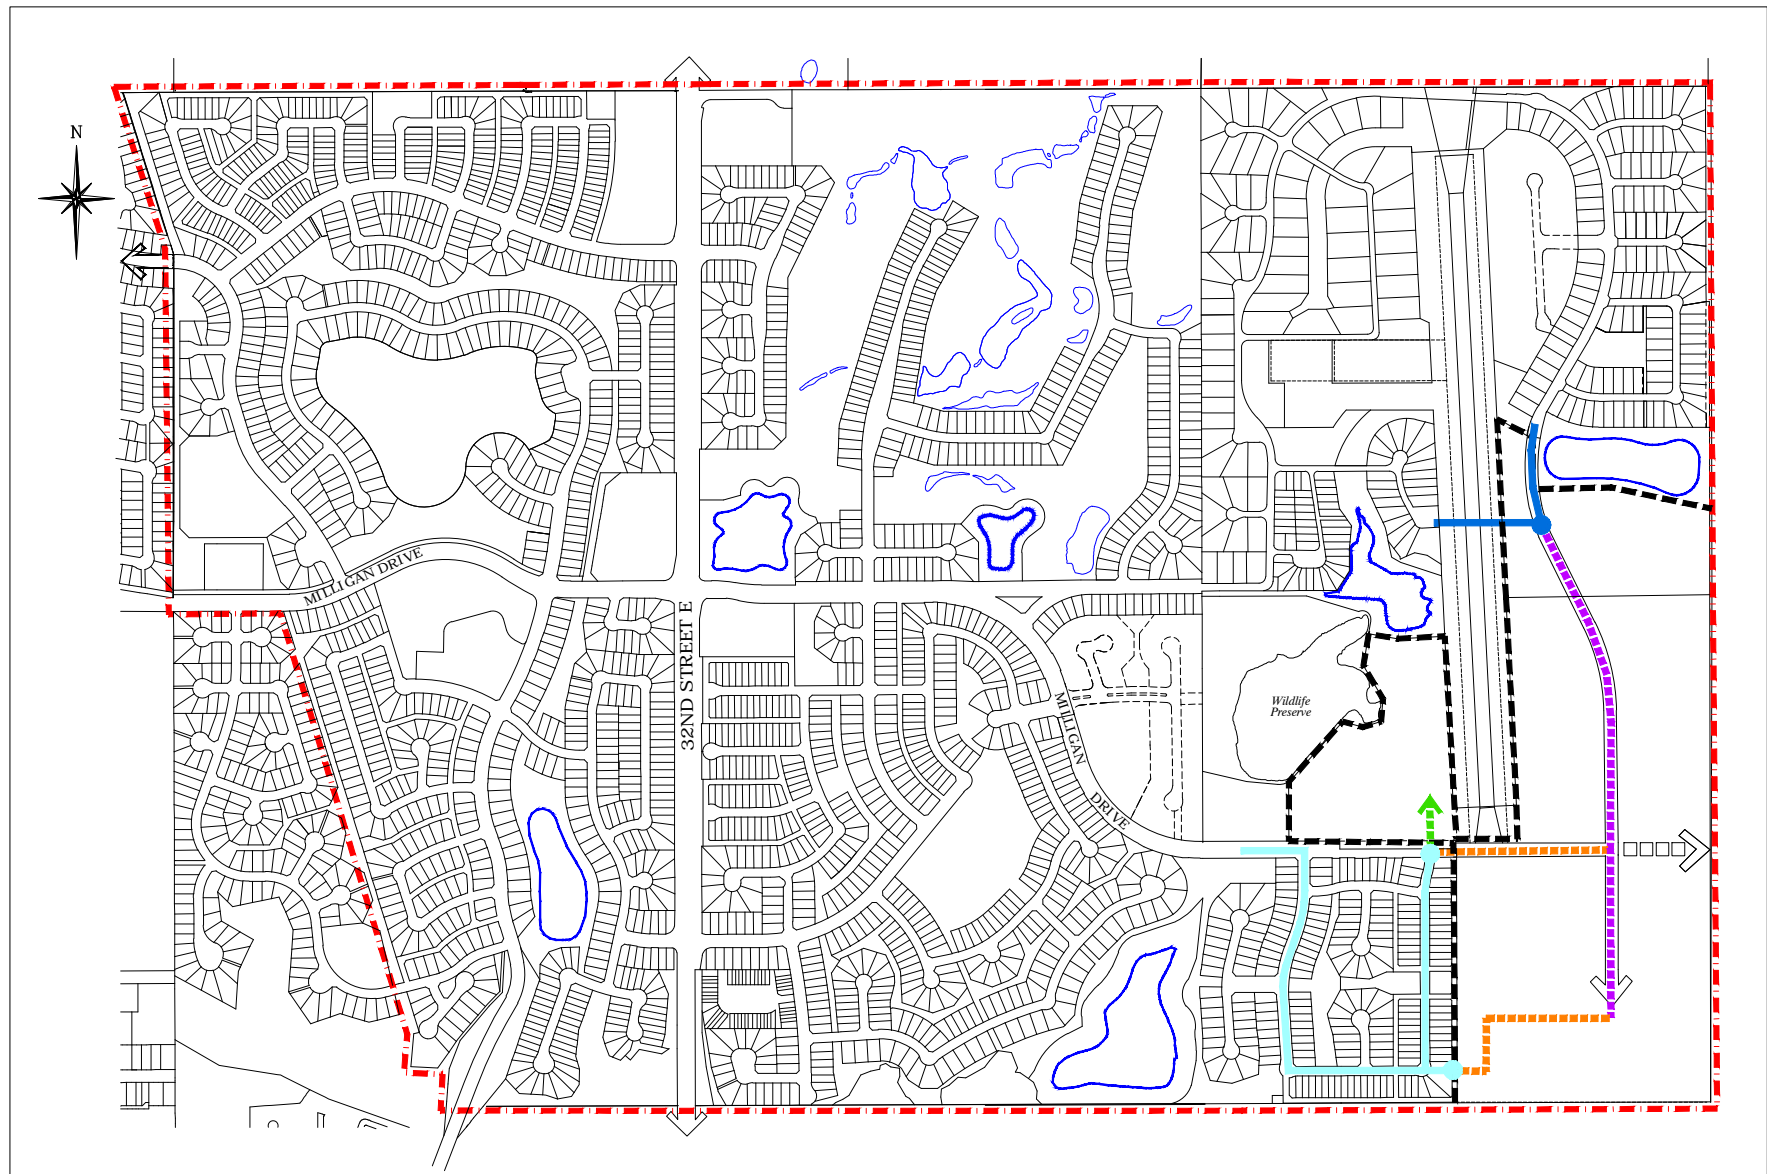 N
MILLIGAN DRIVE
32ND STREET E
MILLIGAN
DRIVE
Wildlife
Preserve